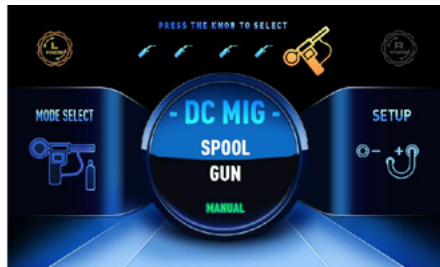 PRESS THE KNOB TO SELECT
L
R
MODE SELECT
- DC MIG -
SETUP
SPOOL
GUN
MANUAL